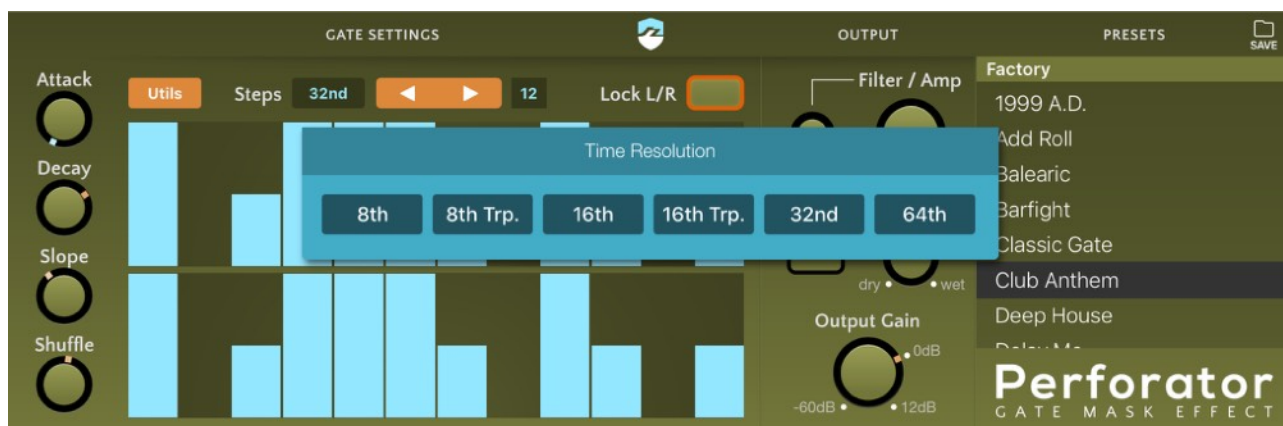 GATE SETTINGS
OUTPUT
PRESETS
SAVE
Attack
Utils
Steps
32nd
12
Lock L/R
Filter / Amp
Factory
1999 A.D.
Add Roll
Balearic
Barfight
Classic Gate
Club Anthem
Deep House
Decay
Slope
Shuffle
Time Resolution
8th
8th Trp.
16th
16th Trp.
32nd
64th
dry
wet
Output Gain
0dB
-60dB
12dB
Perforator
GATE MASK EFFECT